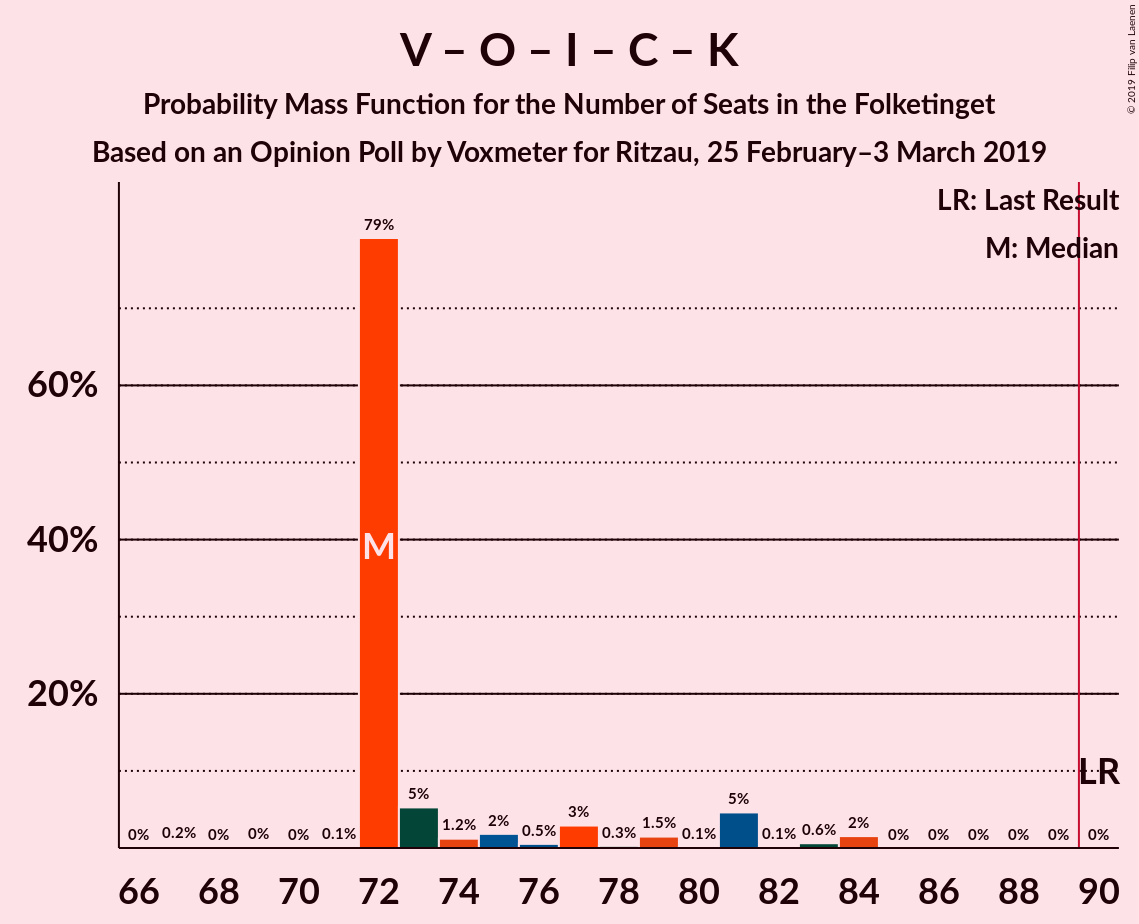 V – O – I – C – K
Probability Mass Function for the Number of Seats in the Folketinget
Based on an Opinion Poll by Voxmeter for Ritzau, 25 February–3 March 2019
© 2019 Filip van Laenen
LR: Last Result
M: Median
79%
60%
40%
M
20%
LR
0% 0.2% 0% 0% 0% 0.1% 5% 1.2% 2% 0.5% 3% 0.3% 1.5% 0.1% 5% 0.1% 0.6% 2% 0% 0% 0% 0% 0% 0%
66 68 70 72 74 76 78 80 82 84 86 88 90